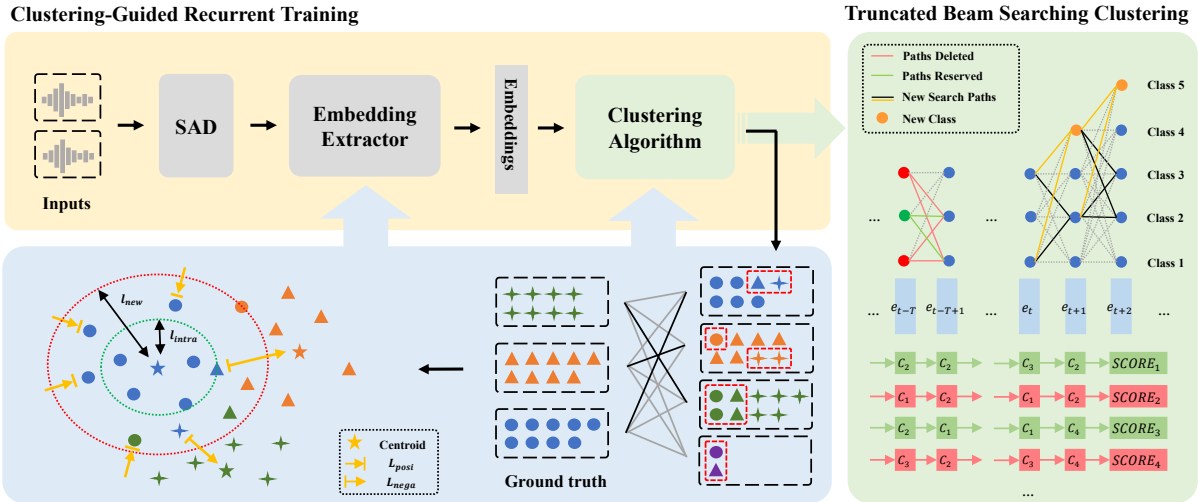 Clustering-Guided Recurrent Training
Truncated Beam Searching Clustering
Inputs
SAD
Embedding
Extractor
Embeddings
Clustering
Algorithm
l_new
l_intra
Centroid
L_posi
L_nega
Ground truth
Paths Deleted
Paths Reserved
New Search Paths
New Class
Class 5
Class 4
Class 3
Class 2
Class 1
... ...
... e_{t-T} e_{t-T+1} ... e_t e_{t+1} e_{t+2} ...
C_2 C_2 C_3 C_2 SCORE_1
C_1 C_2 C_1 C_2 SCORE_2
C_2 C_1 C_1 C_4 SCORE_3
C_3 C_2 C_3 C_4 SCORE_4
...